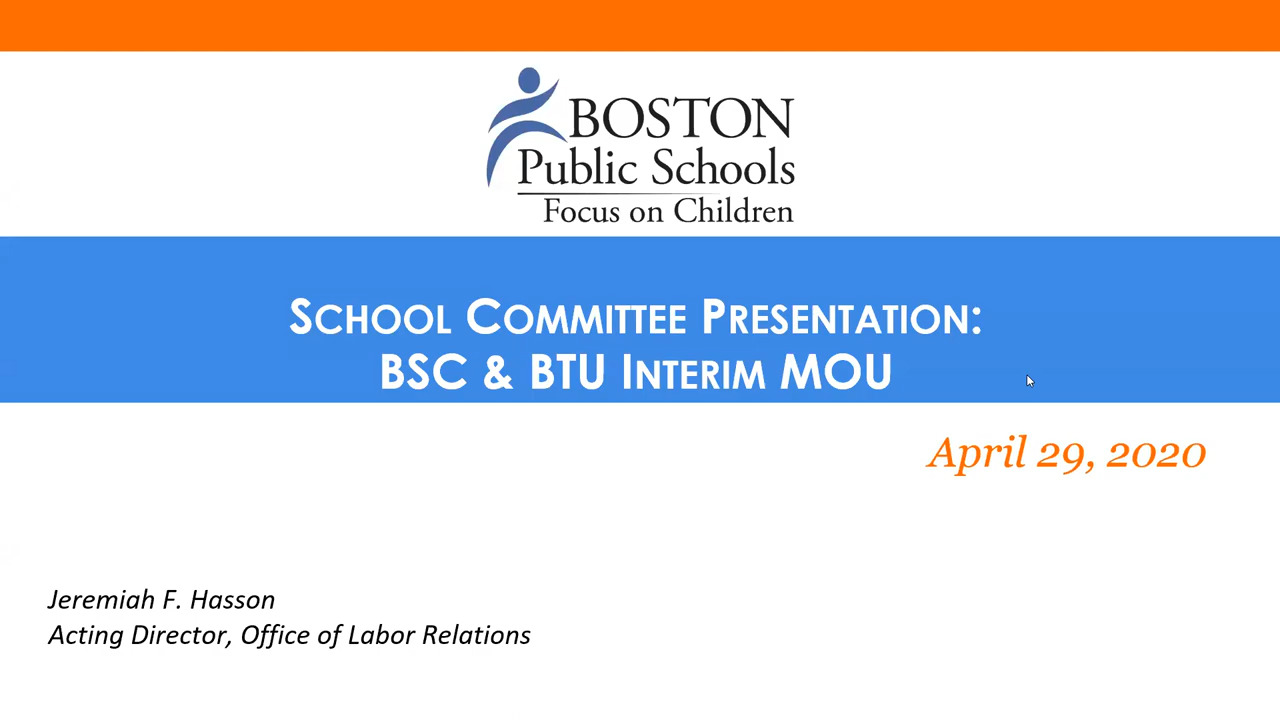 BOSTON
Public Schools
Focus on Children
School Committee Presentation:
BSC & BTU Interim MOU
April 29, 2020
Jeremiah F. Hasson
Acting Director, Office of Labor Relations